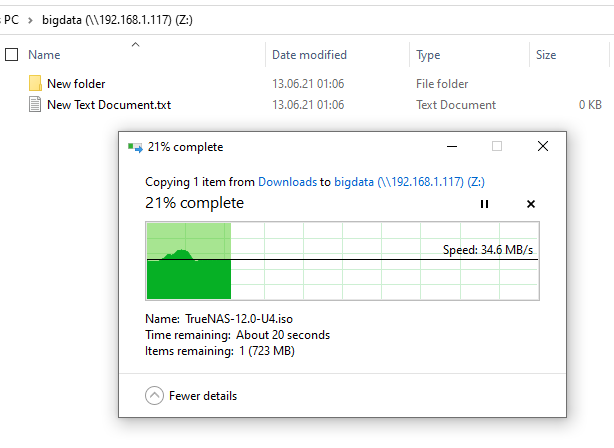 PC > bigdata (\\192.168.1.117) (Z:)
Name Date modified Type Size
New folder 13.06.21 01:06 File folder
New Text Document.txt 13.06.21 01:06 Text Document 0 KB
21% complete
Copying 1 item from Downloads to bigdata (\\192.168.1.117) (Z:)
21% complete
Speed: 34.6 MB/s
Name: TrueNAS-12.0-U4.iso
Time remaining: About 20 seconds
Items remaining: 1 (723 MB)
Fewer details